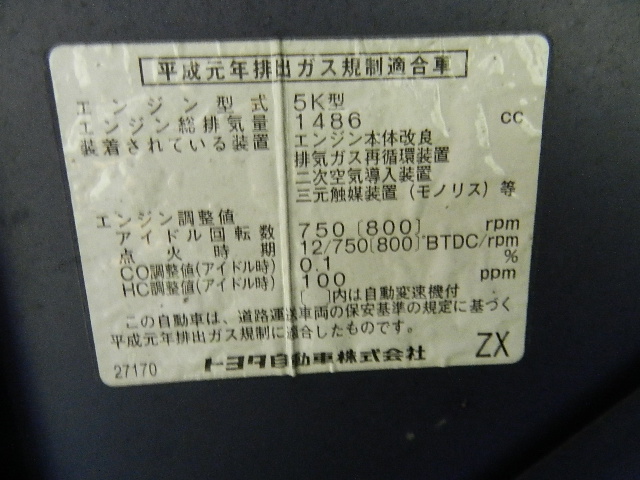 平成元年排出ガス規制適合車
エンジン型式 5K型
エンジン総排気量 1486 cc
装着されている装置 エンジン本体改良
排気ガス再循環装置
二次空気導入装置
三元触媒装置(モノリス)等
エンジン調整値
アイドル回転数 750〔800〕 rpm
点火時期 12/750〔800〕BTDC/rpm
CO調整値(アイドル時) 0.1 %
HC調整値(アイドル時) 100 ppm
〔 〕内は自動変速機付
この自動車は、道路運送車両の保安基準の規定に基づく
平成元年排出ガス規制に適合したものです。
27170 トヨタ自動車株式会社 ZX